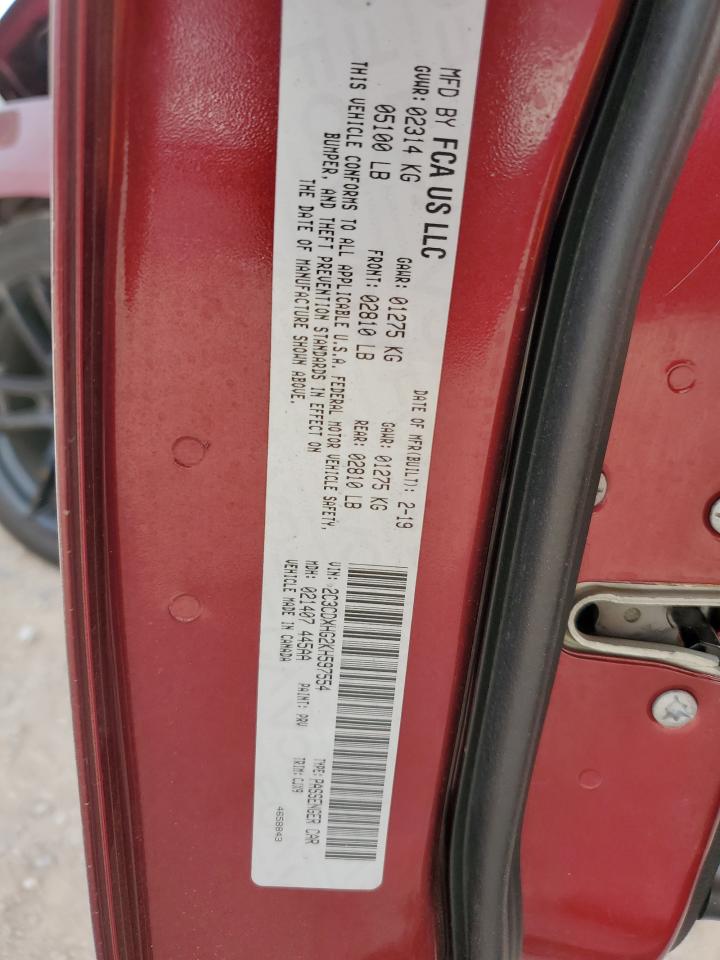 MFD BY FCA US LLC
DATE OF MFR(BUILT): 2-19
GVWR: 02314 KG
GAWR: 01275 KG
GAWR: 01275 KG
05100 LB
FRONT: 02810 LB
REAR: 02810 LB
THIS VEHICLE CONFORMS TO ALL APPLICABLE U.S.A. FEDERAL MOTOR VEHICLE SAFETY,
BUMPER, AND THEFT PREVENTION STANDARDS IN EFFECT ON
THE DATE OF MANUFACTURE SHOWN ABOVE.
VIN: 2C3CDXHG2KH597554
TYPE: PASSENGER CAR
MDH: 021407 445AA
PAINT: PRV
TRIM: CJX9
VEHICLE MADE IN CANADA
4658843